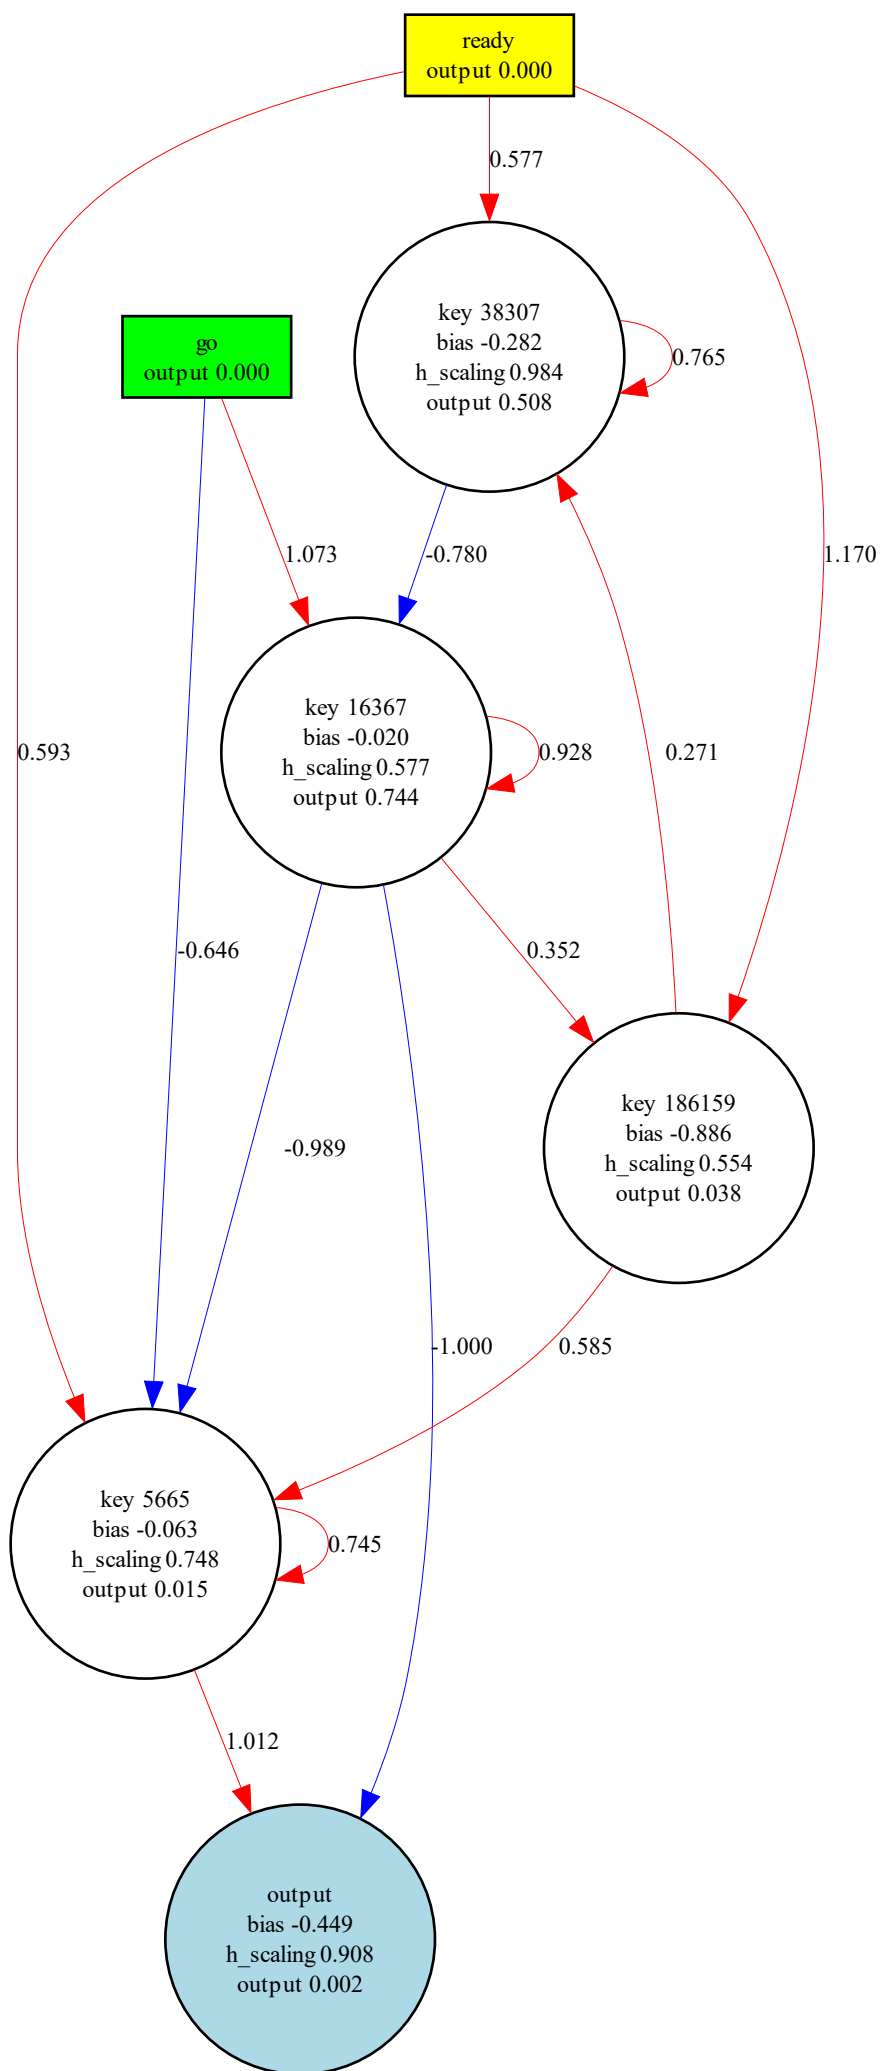 ready
output 0.000
0.577
key 38307
bias -0.282
h_scaling 0.984
output 0.508
0.765
go
output 0.000
1.073
-0.780
1.170
key 16367
bias -0.020
h_scaling 0.577
output 0.744
0.928
0.593
0.271
-0.646
0.352
key 186159
bias -0.886
h_scaling 0.554
output 0.038
-0.989
-1.000
0.585
key 5665
bias -0.063
h_scaling 0.748
output 0.015
0.745
1.012
output
bias -0.449
h_scaling 0.908
output 0.002